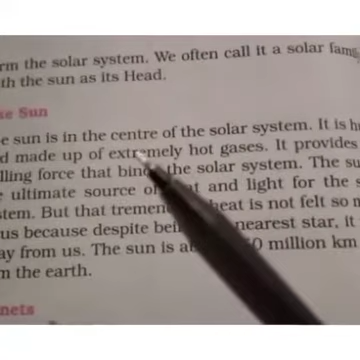 rm the solar system. We often call it a solar fami
th the sun as its Head.
e Sun
e sun is in the centre of the solar system. It is h
d made up of extremely hot gases. It provides
lling force that bind the solar system. The su
ultimate source of at and light for the s
stem. But that tremen heat is not felt so m
us because despite bei nearest star, it
ay from us. The sun is a 0 million km
m the earth.
nets